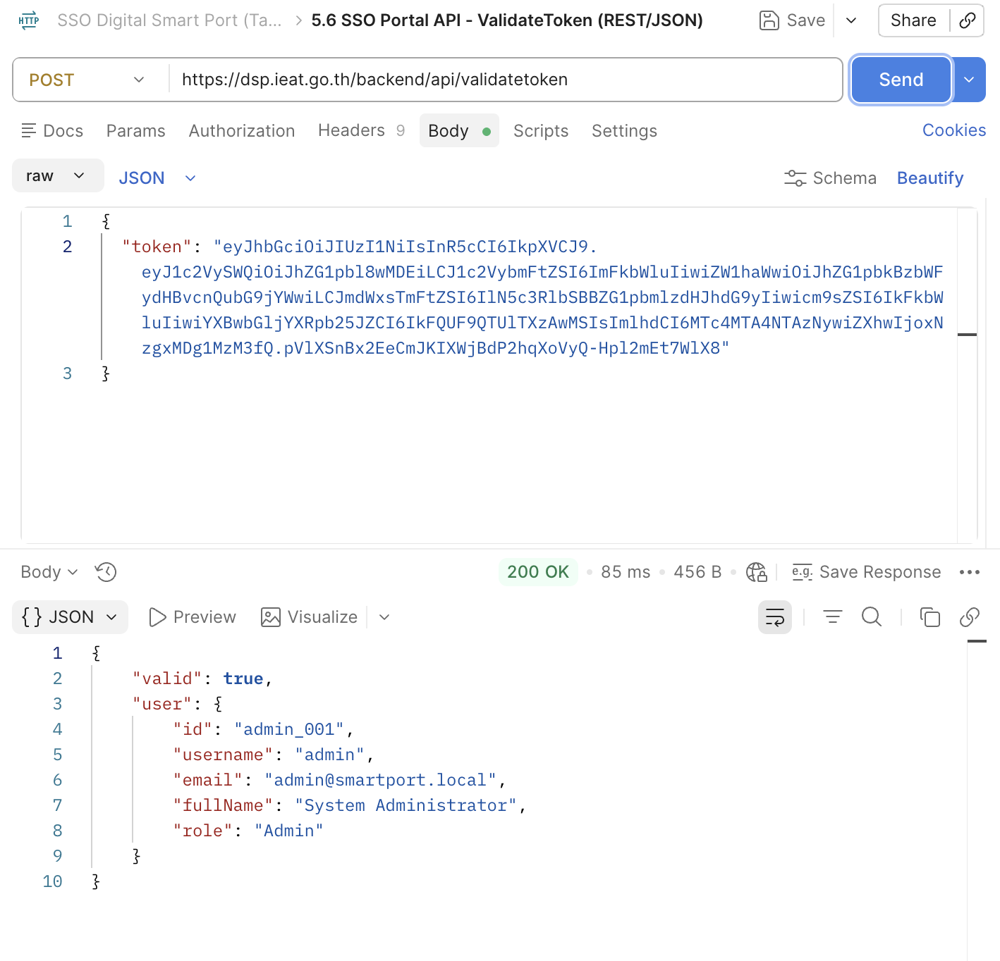 HTTP SSO Digital Smart Port (Ta... > 5.6 SSO Portal API - ValidateToken (REST/JSON) Save Share
POST https://dsp.ieat.go.th/backend/api/validatetoken Send
Docs Params Authorization Headers 9 Body Scripts Settings Cookies
raw JSON Schema Beautify
1 {
2 "token": "eyJhbGciOiJIUzI1NiIsInR5cCI6IkpXVCJ9.
eyJ1c2VySWQiOiJhZG1pbl8wMDEiLCJ1c2VybmFtZSI6ImFkbWluIiwiZW1haWwiOiJhZG1pbkBzbWF
ydHBvcnQubG9jYWwiLCJmdWxsTmFtZSI6IlN5c3RlbSBBZG1pbmlzdHJhdG9yIiwicm9sZSI6IkFkbW
luIiwiYXBwbGljYXRpb25JZCI6IkFQUF9QTUlTXzAwMSIsImlhdCI6MTc4MTA4NTAzNywiZXhwIjoxN
zgxMDg1MzM3fQ.pVlXSnBx2EeCmJKIXWjBdP2hqXoVyQ-Hpl2mEt7WlX8"
3 }
Body 200 OK • 85 ms • 456 B • e.g. Save Response •••
{} JSON Preview Visualize
1 {
2 "valid": true,
3 "user": {
4 "id": "admin_001",
5 "username": "admin",
6 "email": "admin@smartport.local",
7 "fullName": "System Administrator",
8 "role": "Admin"
9 }
10 }